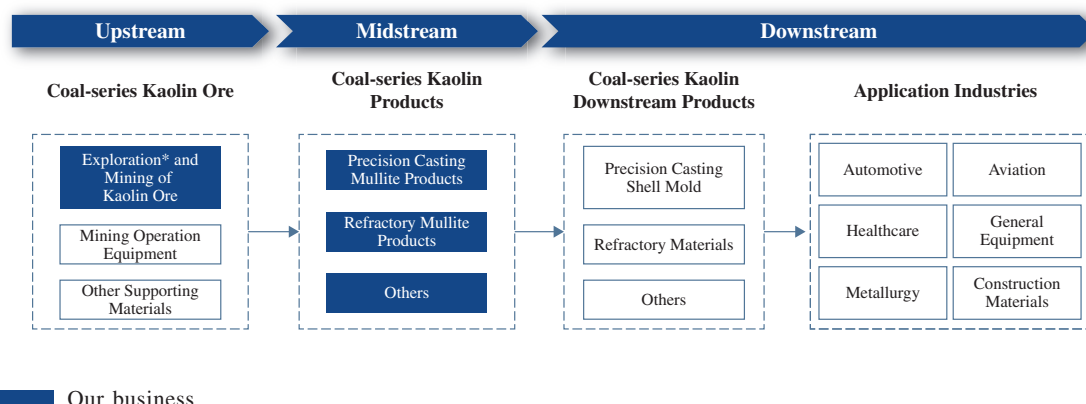 Upstream
Midstream
Downstream
Coal-series Kaolin Ore
Coal-series Kaolin
Products
Coal-series Kaolin
Downstream Products
Application Industries
Exploration* and
Mining of
Kaolin Ore
Mining Operation
Equipment
Other Supporting
Materials
Precision Casting
Mullite Products
Refractory Mullite
Products
Others
Precision Casting
Shell Mold
Refractory Materials
Others
Automotive
Aviation
Healthcare
General
Equipment
Metallurgy
Construction
Materials
Our business